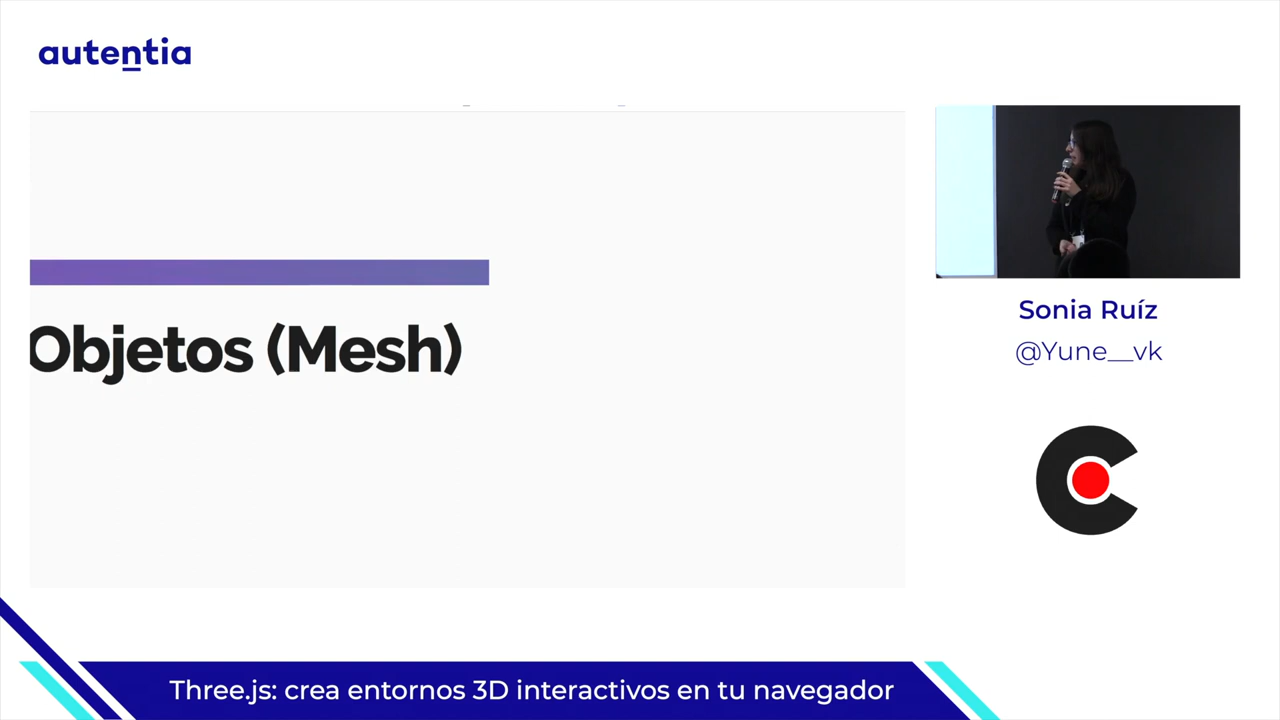 autentia
Objetos (Mesh)
Sonia Ruíz
@Yune__vk
Three.js: crea entornos 3D interactivos en tu navegador